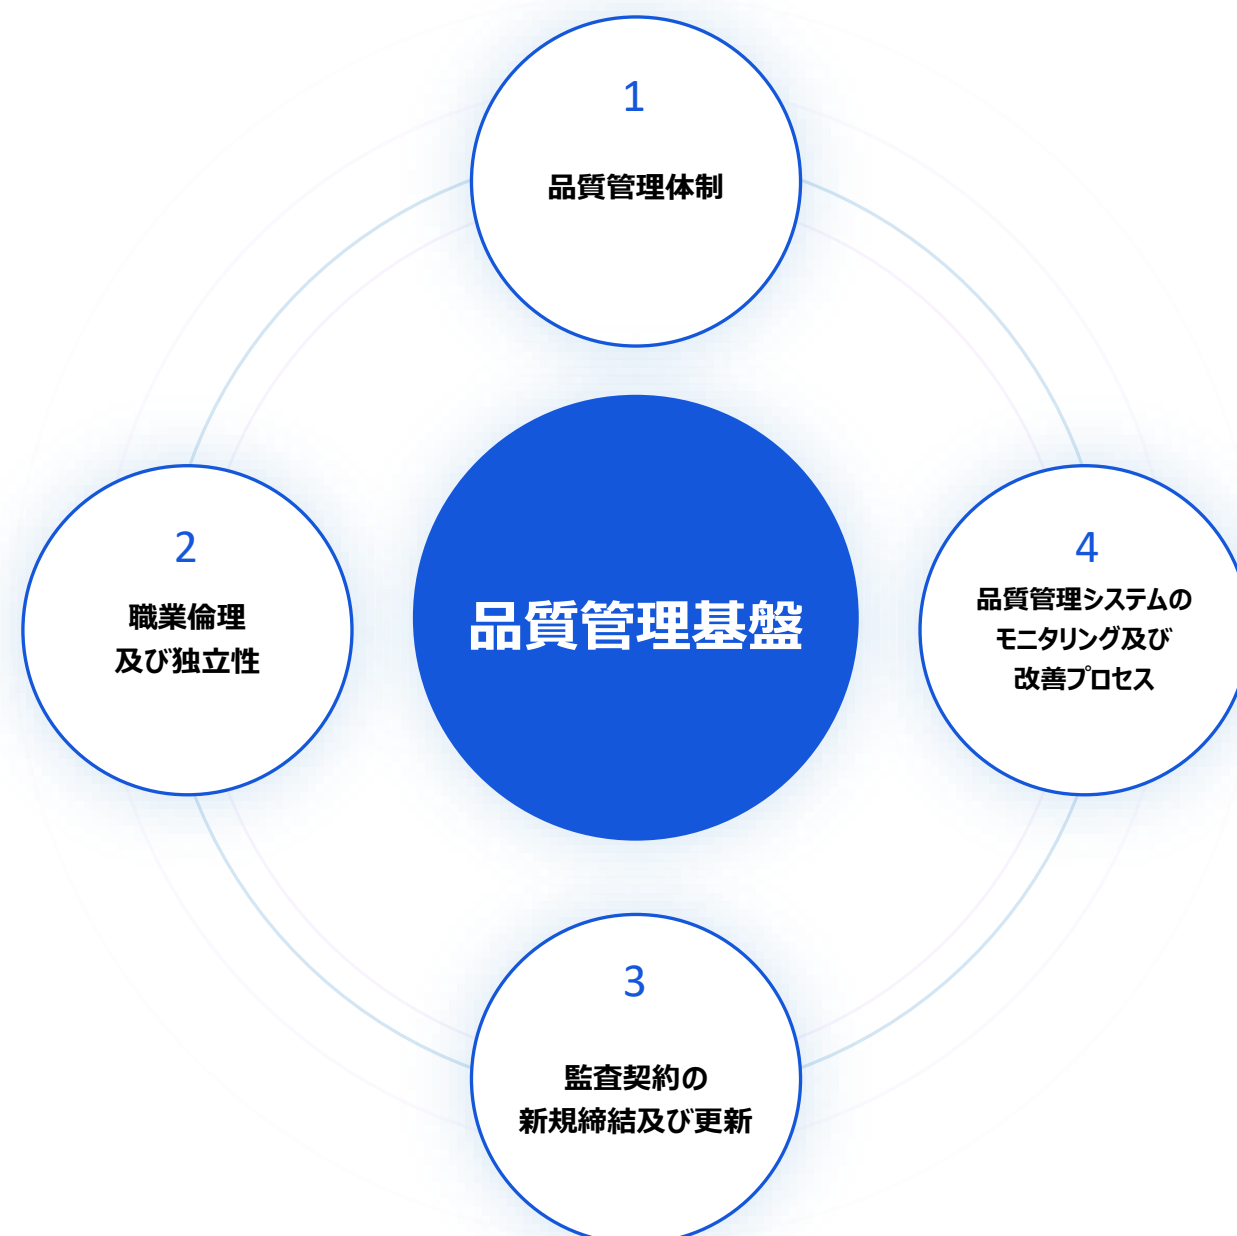 1
品質管理体制
2
職業倫理
及び独立性
品質管理基盤
4
品質管理システムの
モニタリング及び
改善プロセス
3
監査契約の
新規締結及び更新